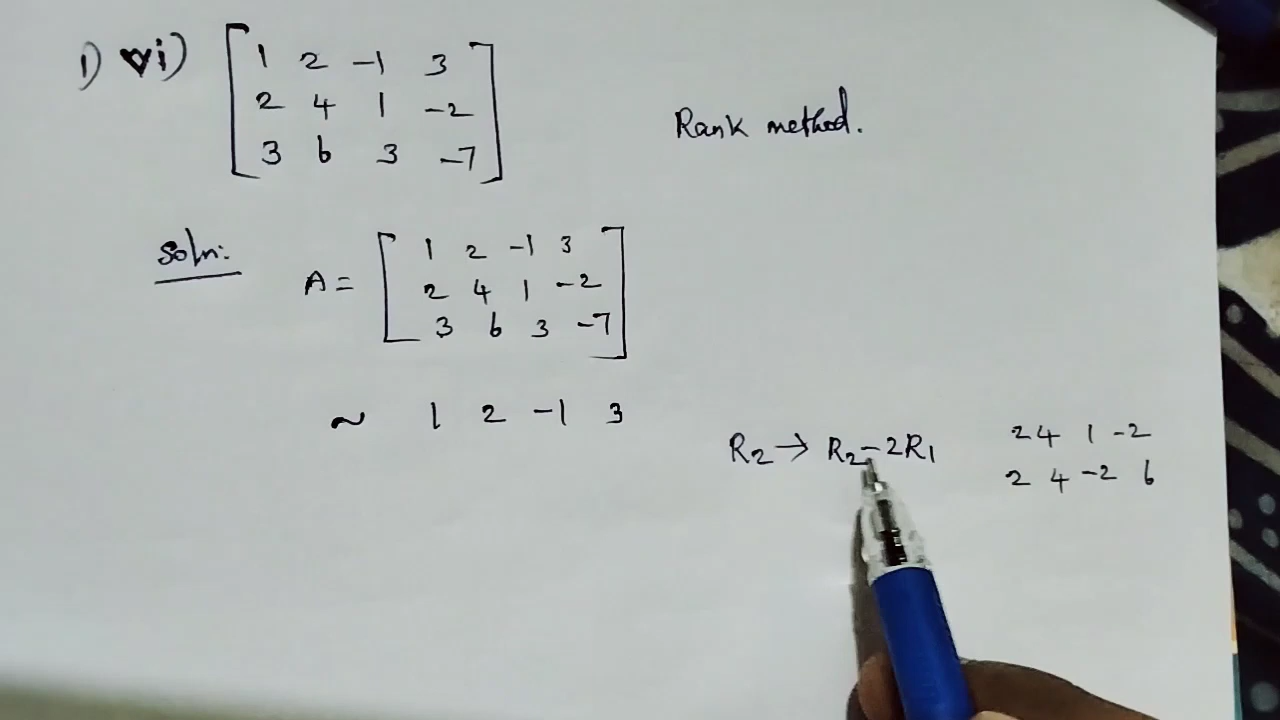 1) vi) [ 1 2 -1 3
2 4 1 -2
3 6 3 -7 ]
Rank method.
Soln:
A = [ 1 2 -1 3
2 4 1 -2
3 6 3 -7 ]
~ 1 2 -1 3
R2 → R2 - 2R1
2 4 1 -2
2 4 -2 6